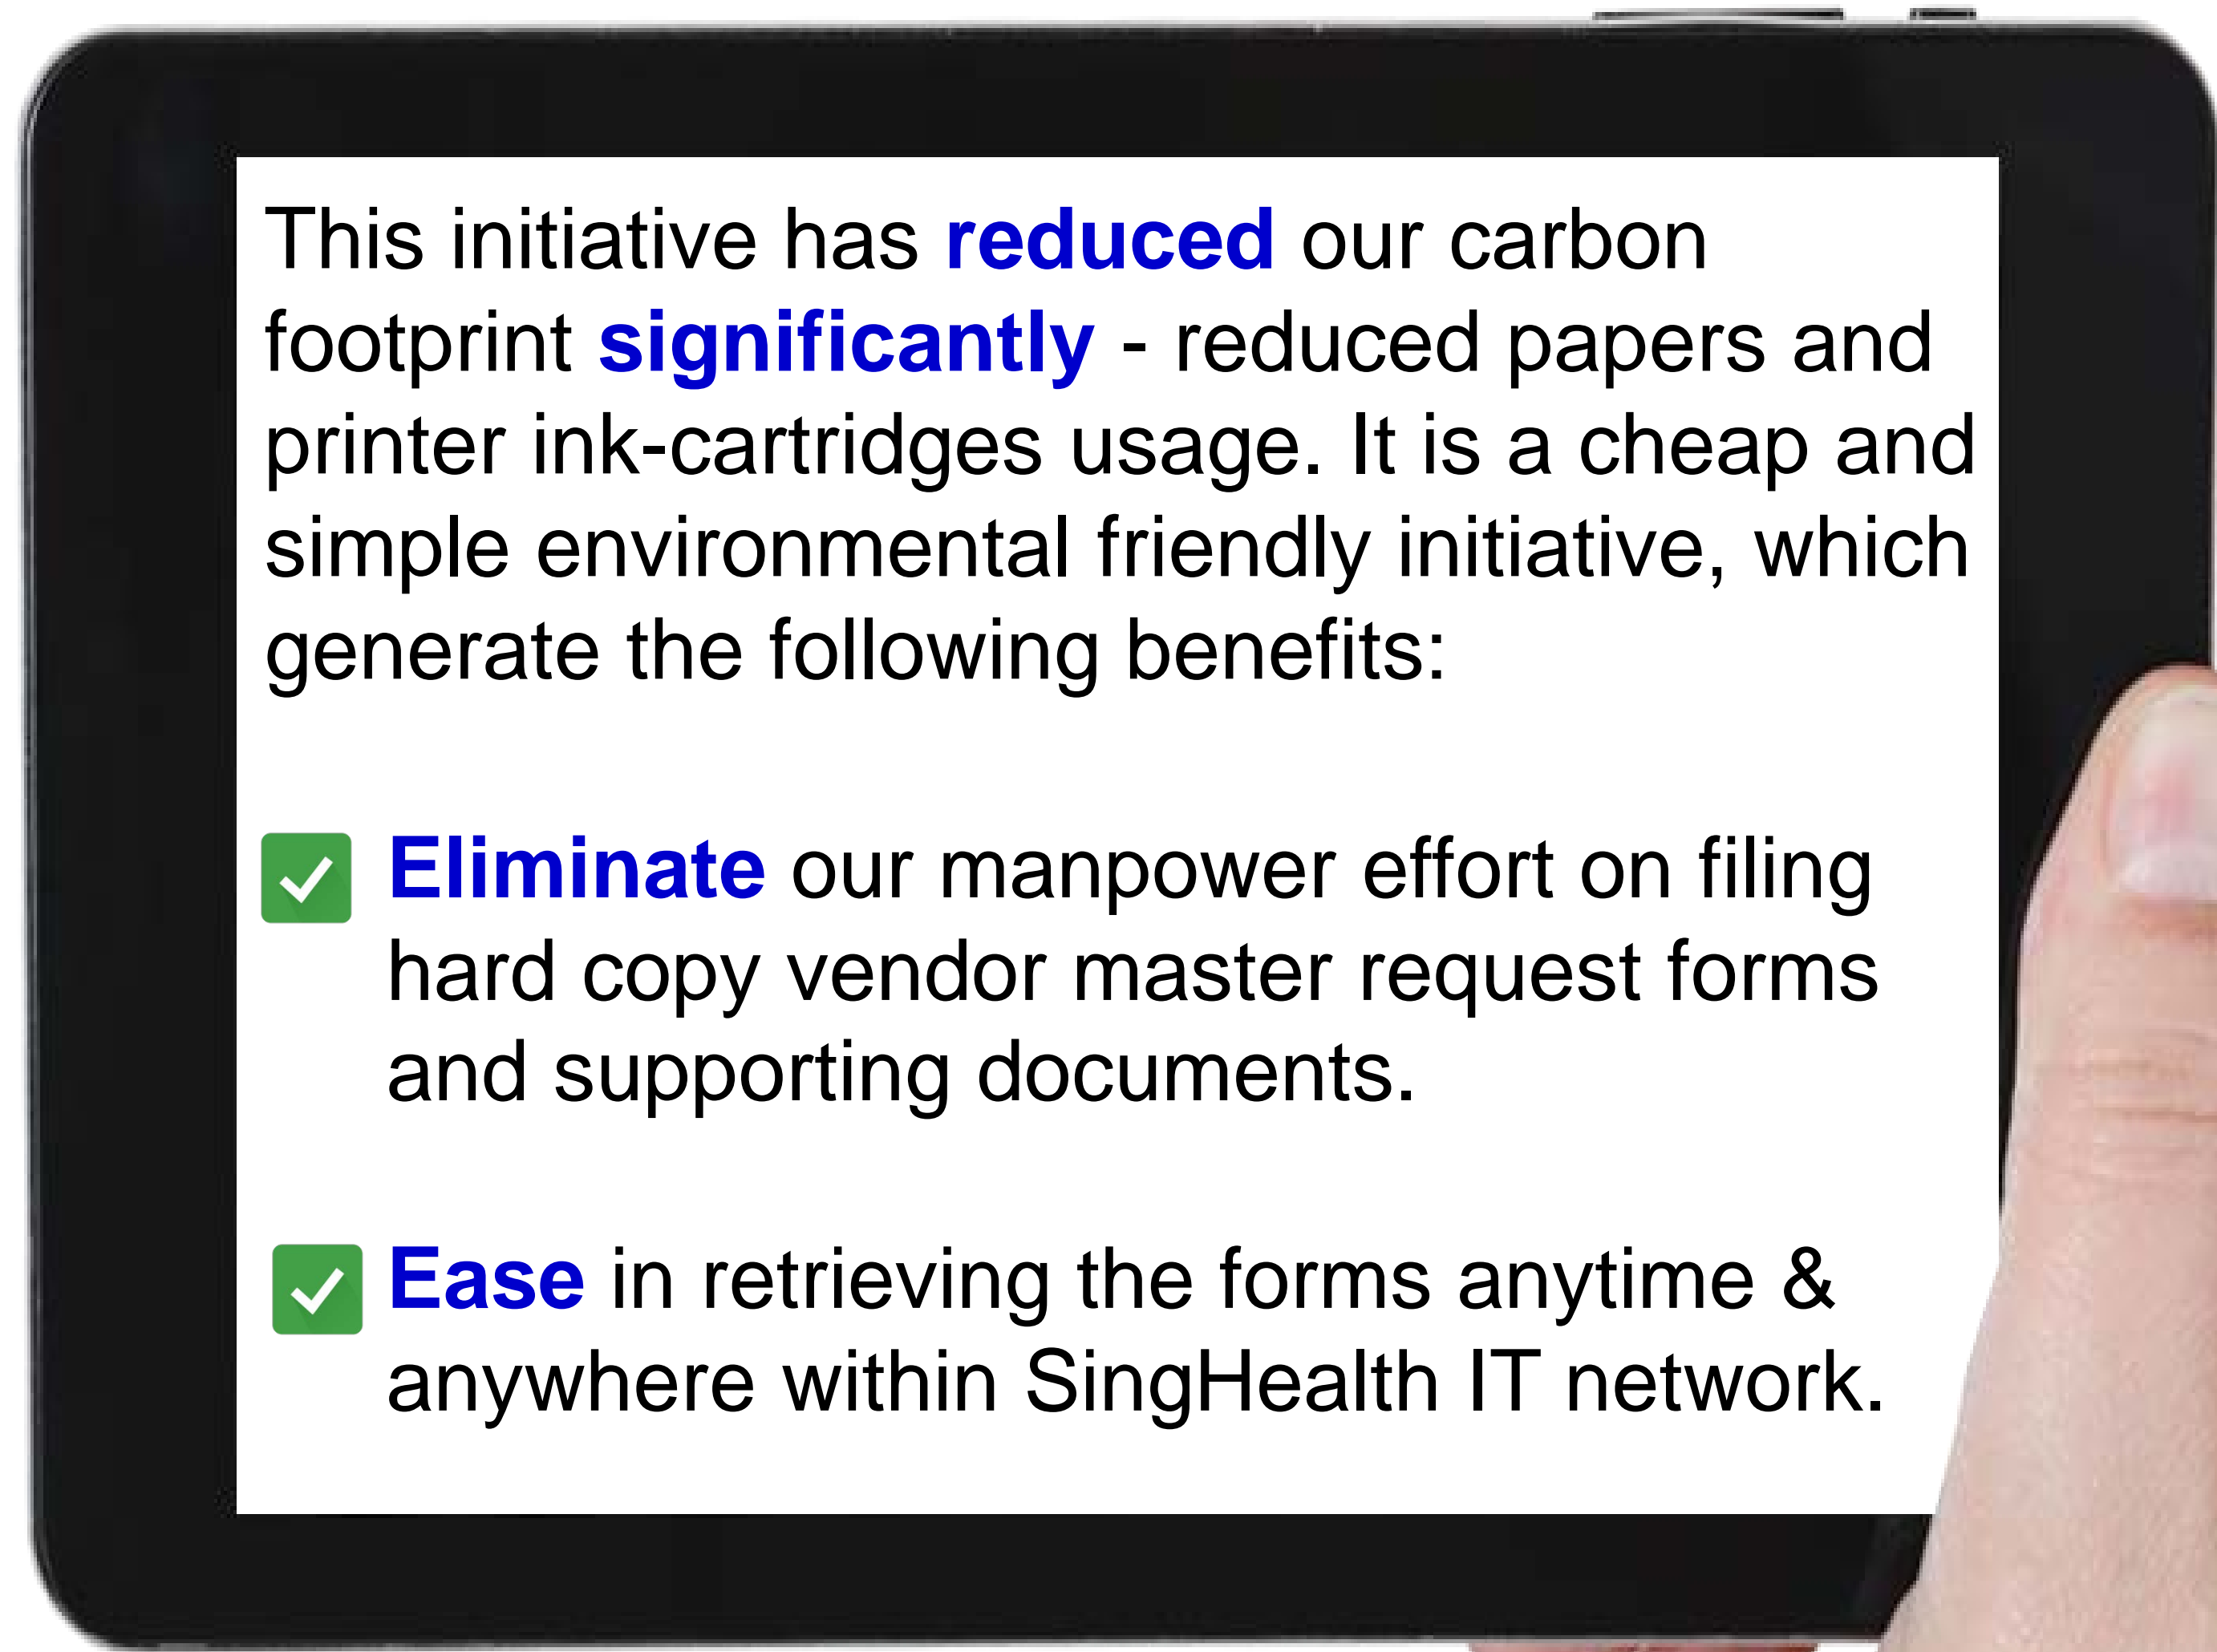 This initiative has reduced our carbon
footprint significantly - reduced papers and
printer ink-cartridges usage. It is a cheap and
simple environmental friendly initiative, which
generate the following benefits:
Eliminate our manpower effort on filing
hard copy vendor master request forms
and supporting documents.
Ease in retrieving the forms anytime &
anywhere within SingHealth IT network.